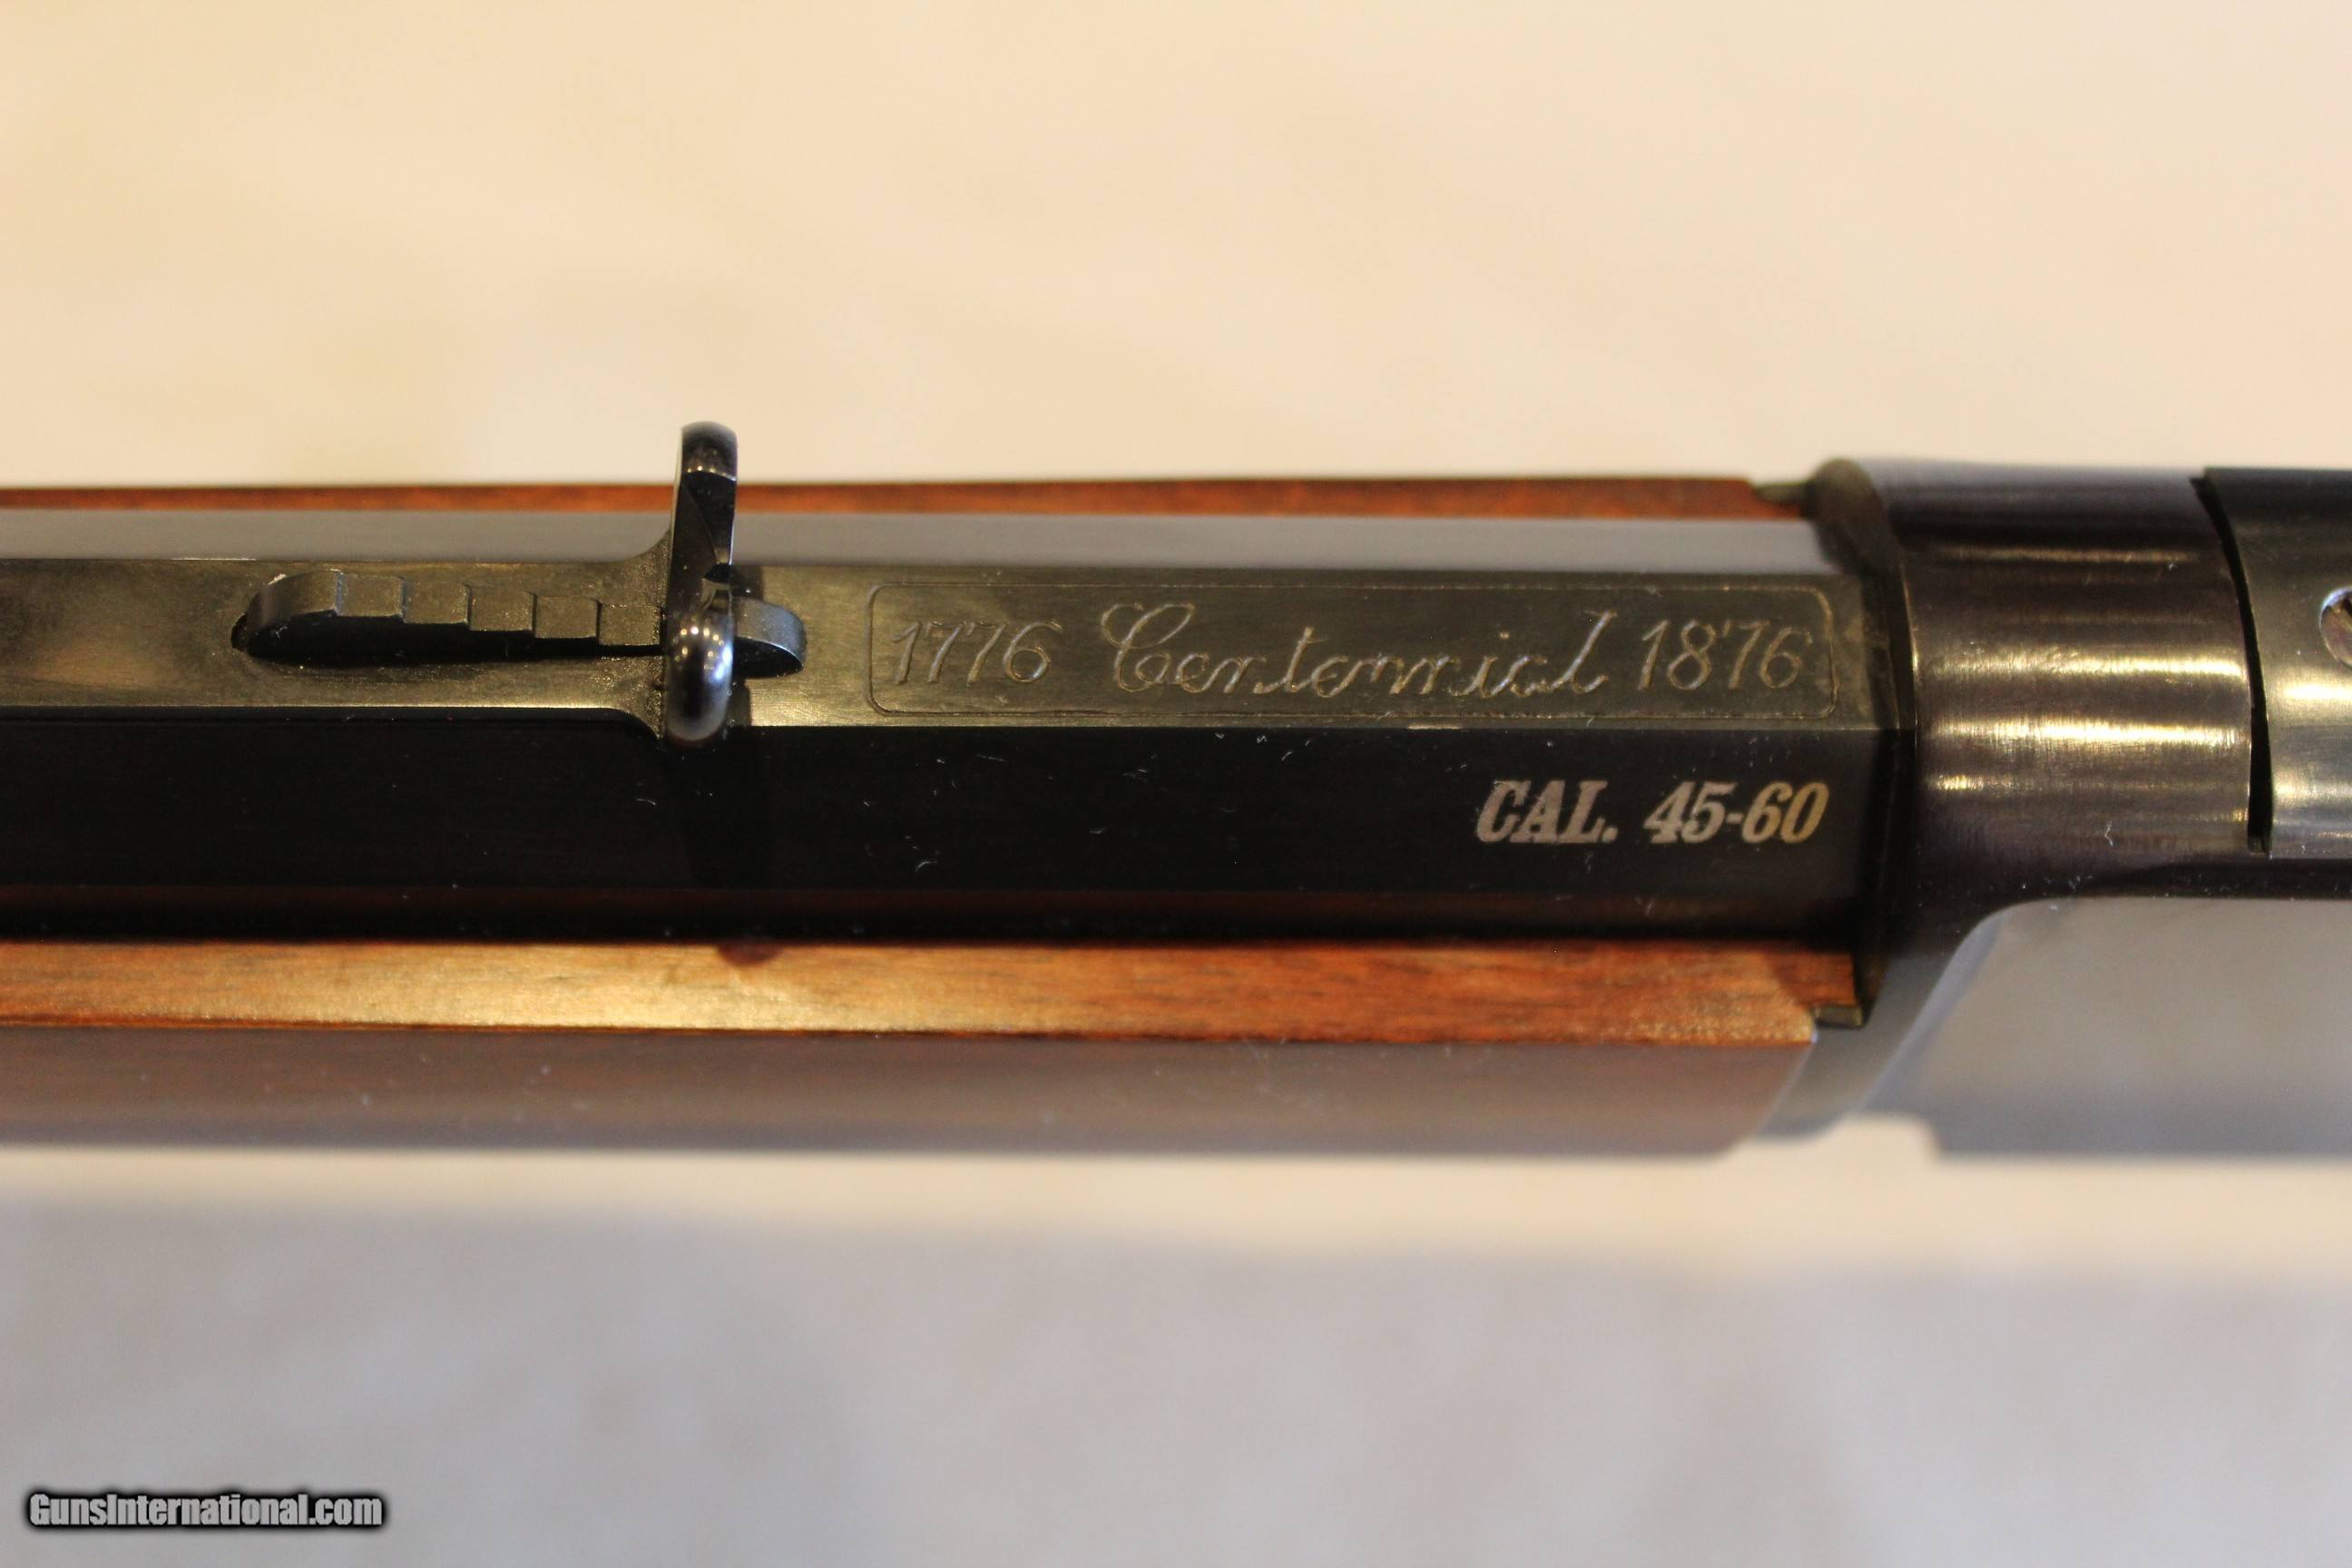 1776 Centennial 1876
CAL. 45-60
GunsInternational.com